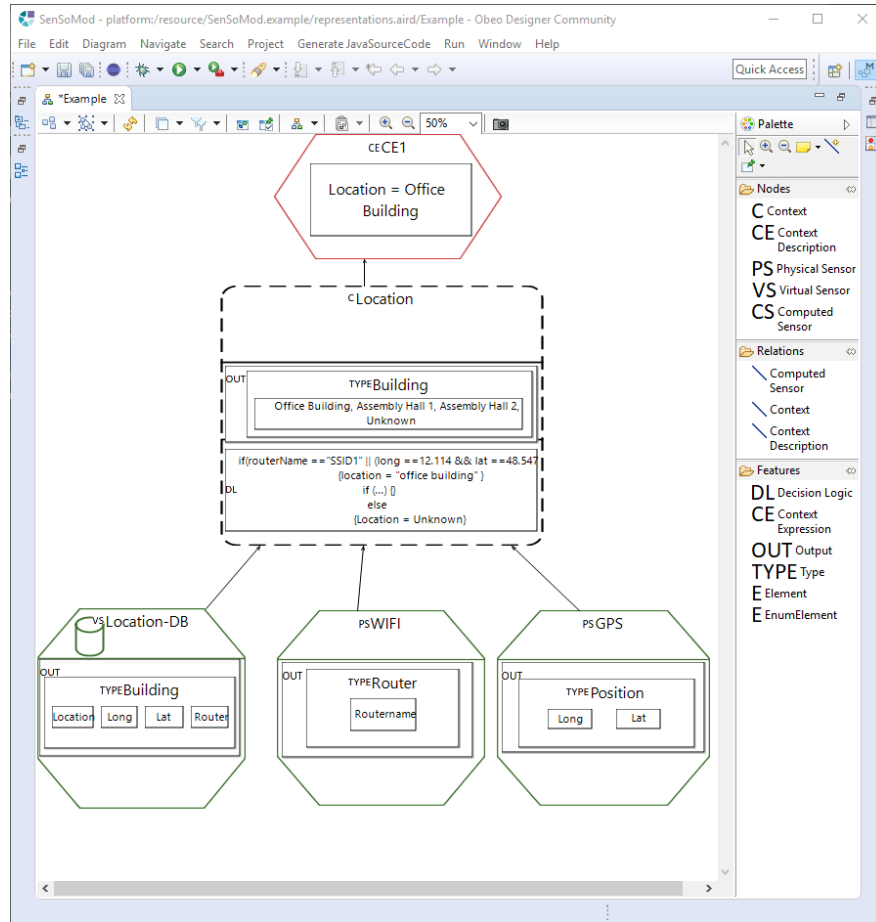 SenSoMod - platform:/resource/SenSoMod.example/representations.aird/Example - Obeo Designer Community
File Edit Diagram Navigate Search Project Generate JavaSourceCode Run Window Help
Quick Access
*Example
50%
CE CE1
Location = Office
Building
C Location
OUT
TYPE Building
Office Building, Assembly Hall 1, Assembly Hall 2,
Unknown
if(routerName =="SSID1" || (long ==12.114 && lat ==48.547
{location = "office building" }
DL
if (...) {}
else
{Location = Unknown}
VS Location-DB
OUT
TYPE Building
Location Long Lat Router
PS WIFI
OUT
TYPE Router
Routername
PS GPS
OUT
TYPE Position
Long Lat
Palette
Nodes
C Context
CE Context
Description
PS Physical Sensor
VS Virtual Sensor
CS Computed
Sensor
Relations
Computed
Sensor
Context
Context
Description
Features
DL Decision Logic
CE Context
Expression
OUT Output
TYPE Type
E Element
E EnumElement